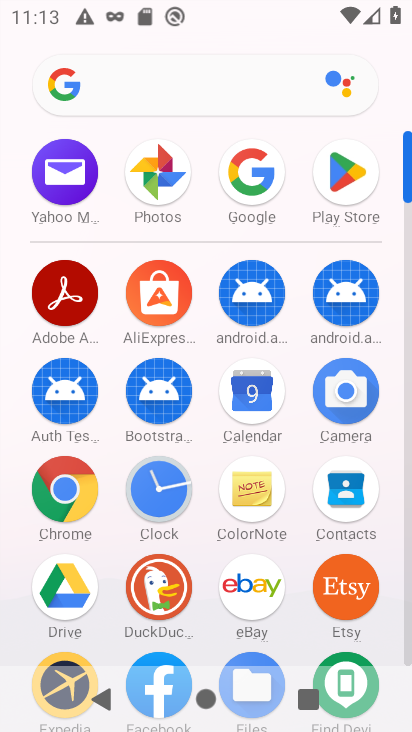 11:13
Yahoo M...
Photos
Google
Play Store
Adobe A...
AliExpres...
android.a...
android.a...
Auth Tes...
Bootstra...
9
Calendar
Camera
Chrome
Clock
NOTE
ColorNote
Contacts
Drive
DuckDuc...
ebay
eBay
Etsy
Etsy
Expedia
Facebook
Files
Find Devi...